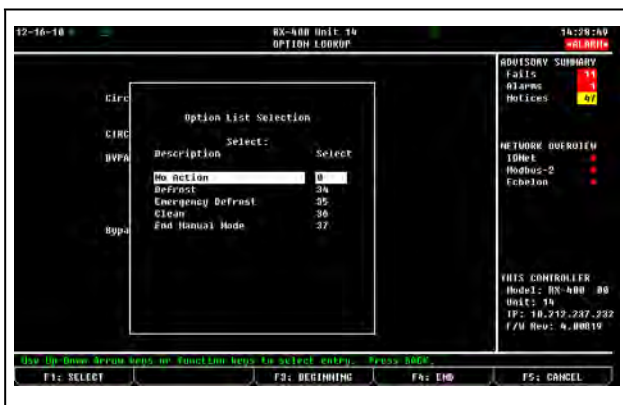 12-16-10
RX-400 Unit 14
14:28:49
OPTION LOOKUP
*ALARM*
ADVISORY SUMMARY
Fails 11
Alarms 1
Notices 47
Circ
CIRC
BYPA
Bypa
Option List Selection
Select:
Description Select
No Action 0
Defrost 34
Emergency Defrost 35
Clean 36
End Manual Mode 37
NETWORK OVERVIEW
IONet
Modbus-2
Echelon
THIS CONTROLLER
Model: RX-400 00
Unit: 14
IP: 10.212.237.232
F/W Rev: 4.00B19
Use Up-Down Arrow keys or function keys to select entry. Press BACK.
F1: SELECT
F3: BEGINNING
F4: END
F5: CANCEL